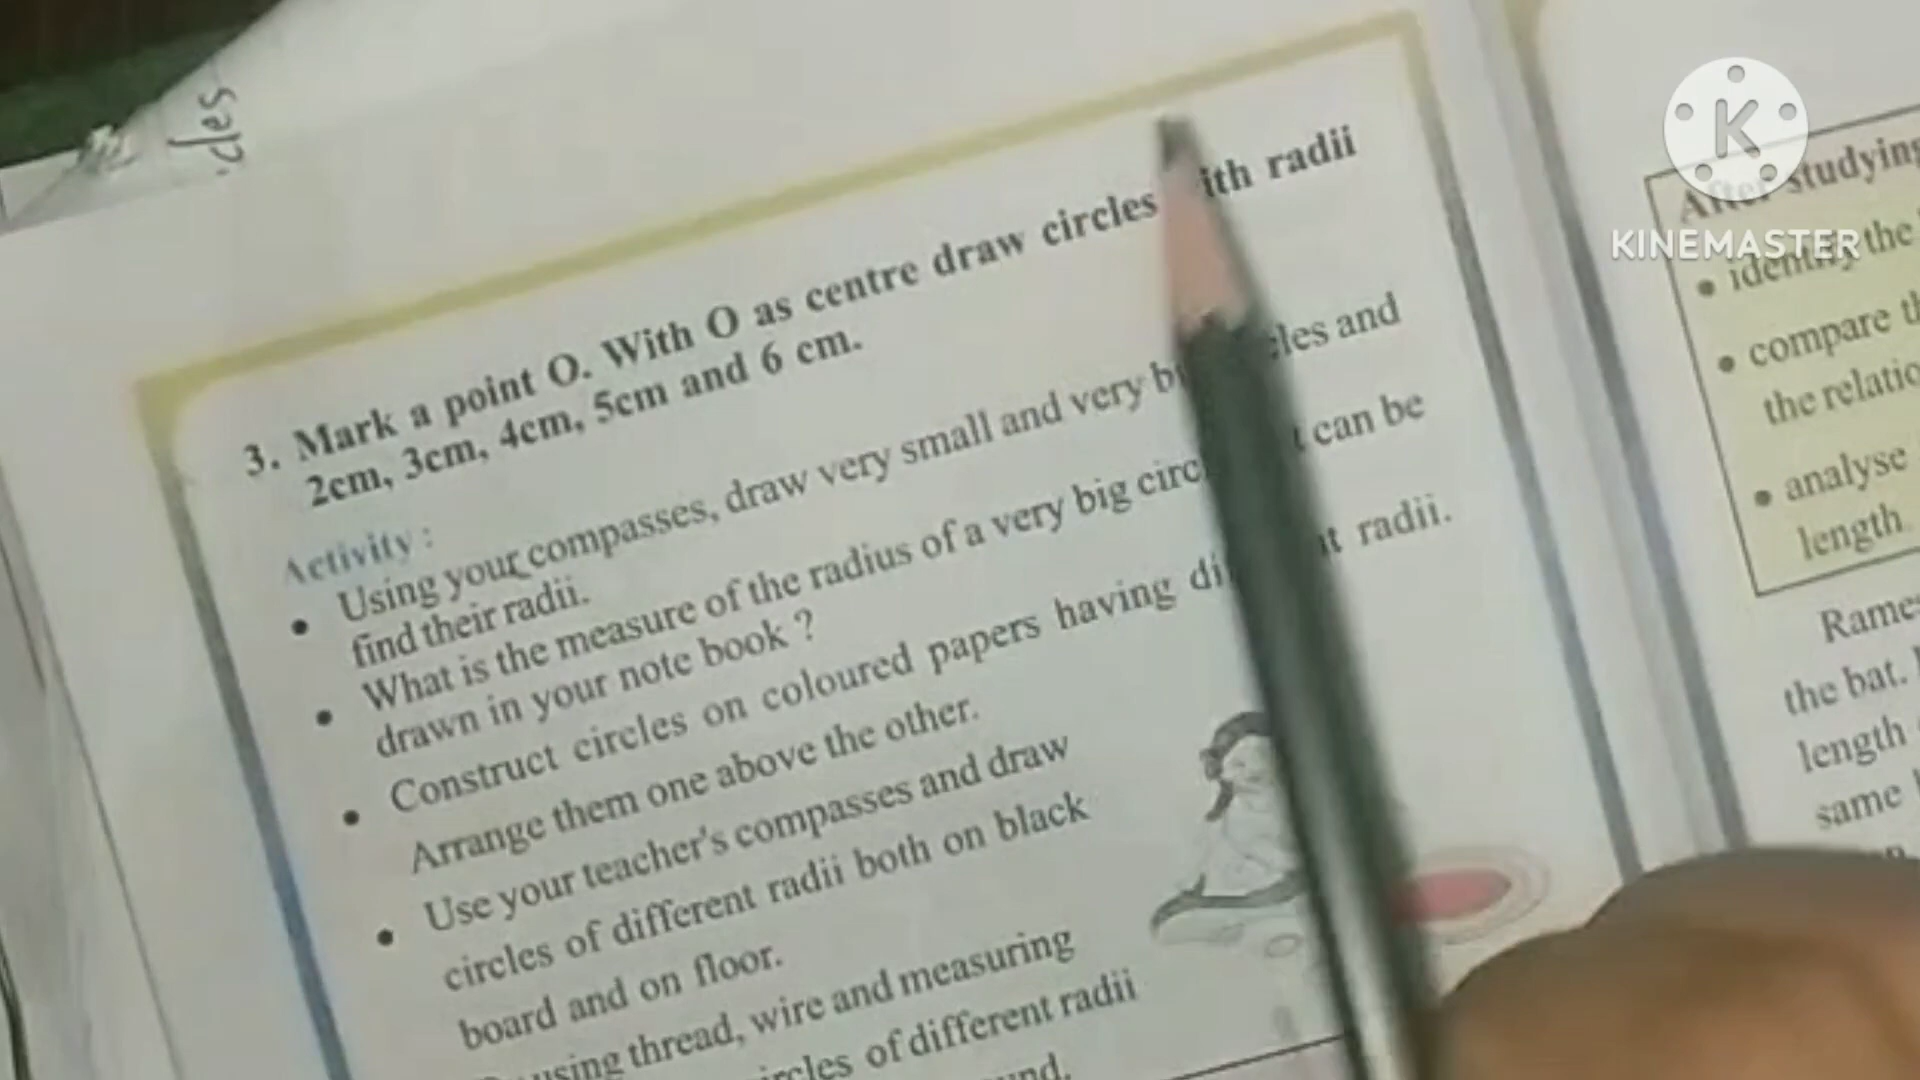 3. Mark a point O. With O as centre draw circles ith radii
2cm, 3cm, 4cm, 5cm and 6 cm.
Activity :
• Using your compasses, draw very small and very b cles and
find their radii.
• What is the measure of the radius of a very big circ t can be
drawn in your note book ?
• Construct circles on coloured papers having di t radii.
Arrange them one above the other.
• Use your teacher's compasses and draw
circles of different radii both on black
board and on floor.
using thread, wire and measuring
ircles of different radii
und.
cles
K
KINEMASTER
After studying
• identify the
• compare th
the relatio
• analyse
length
Rames
the bat.
length
same